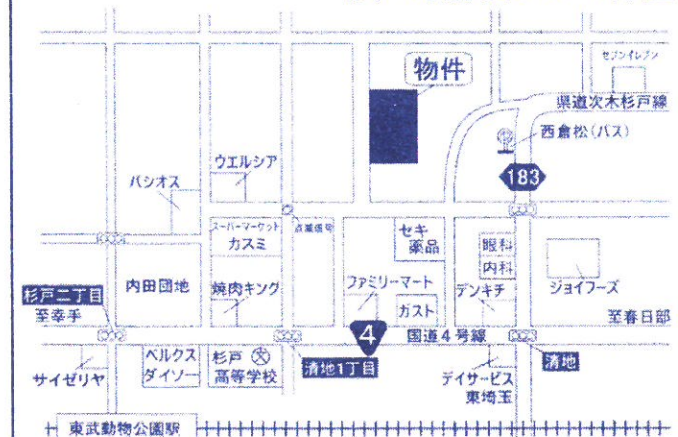 物件
セブンイレブン
県道次木杉戸線
西倉松(バス)
183
ウエルシア
パシオス
スーパーマーケット
カスミ
点滅信号
セキ
薬品
眼科
内科
杉戸二丁目
至幸手
内田団地
焼肉キング
ファミリーマート
ガスト
デンキチ
ジョイフーズ
至春日部
4
国道4号線
サイゼリヤ
ベルクス
ダイソー
杉戸 文
高等学校
清地1丁目
デイサービス
東埼玉
清地
東武動物公園駅